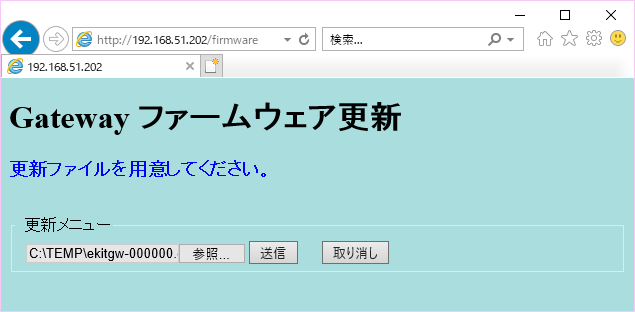 http://192.168.51.202/firmware
検索...
192.168.51.202
Gateway ファームウェア更新
更新ファイルを用意してください。
更新メニュー
C:\TEMP\ekitgw-000000. 参照... 送信 取り消し